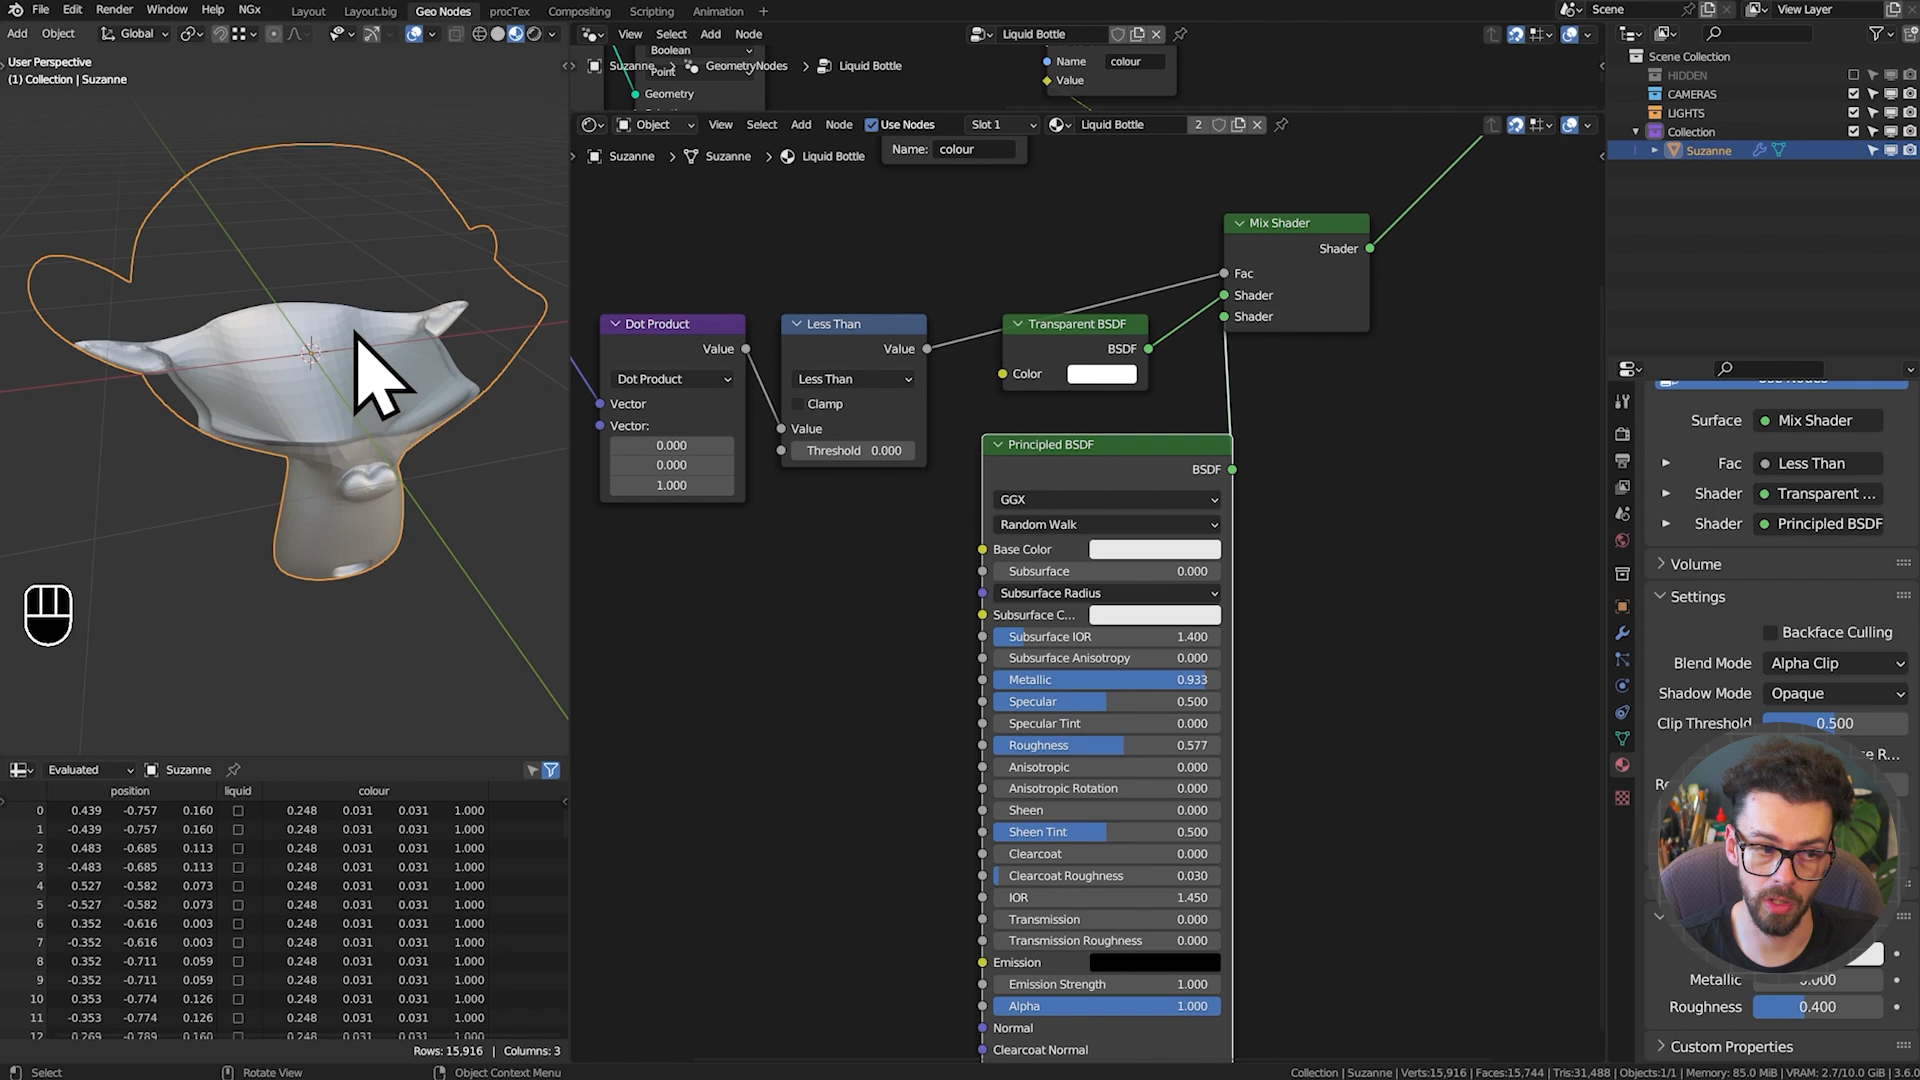 File Edit Render Window Help NGx Layout Layout.big Geo Nodes procTex Compositing Scripting Animation + Scene View Layer
Add Object Global View Select Add Node Liquid Bottle
User Perspective
(1) Collection | Suzanne
Boolean
Point
Geometry
Suzanne > GeometryNodes > Liquid Bottle
Name colour
Value
Object View Select Add Node Use Nodes Slot 1 Liquid Bottle 2
Suzanne > Suzanne > Liquid Bottle
Name: colour
Mix Shader
Shader
Fac
Shader
Shader
Dot Product
Value
Dot Product
Vector
Vector:
0.000
0.000
1.000
Less Than
Value
Less Than
Clamp
Value
Threshold 0.000
Transparent BSDF
BSDF
Color
Principled BSDF
BSDF
GGX
Random Walk
Base Color
Subsurface 0.000
Subsurface Radius
Subsurface C...
Subsurface IOR 1.400
Subsurface Anisotropy 0.000
Metallic 0.933
Specular 0.500
Specular Tint 0.000
Roughness 0.577
Anisotropic 0.000
Anisotropic Rotation 0.000
Sheen 0.000
Sheen Tint 0.500
Clearcoat 0.000
Clearcoat Roughness 0.030
IOR 1.450
Transmission 0.000
Transmission Roughness 0.000
Emission
Emission Strength 1.000
Alpha 1.000
Normal
Clearcoat Normal
Scene Collection
HIDDEN
CAMERAS
LIGHTS
Collection
Suzanne
Surface Mix Shader
Fac Less Than
Shader Transparent ...
Shader Principled BSDF
Volume
Settings
Backface Culling
Blend Mode Alpha Clip
Shadow Mode Opaque
Clip Threshold 0.500
Metallic
Roughness 0.400
Custom Properties
Evaluated Suzanne
position liquid colour
0 0.439 -0.757 0.160 0.248 0.031 0.031 1.000
1 -0.439 -0.757 0.160 0.248 0.031 0.031 1.000
2 0.483 -0.685 0.113 0.248 0.031 0.031 1.000
3 -0.483 -0.685 0.113 0.248 0.031 0.031 1.000
4 0.527 -0.582 0.073 0.248 0.031 0.031 1.000
5 -0.527 -0.582 0.073 0.248 0.031 0.031 1.000
6 0.352 -0.616 0.003 0.248 0.031 0.031 1.000
7 -0.352 -0.616 0.003 0.248 0.031 0.031 1.000
8 0.352 -0.711 0.059 0.248 0.031 0.031 1.000
9 -0.352 -0.711 0.059 0.248 0.031 0.031 1.000
10 0.353 -0.774 0.126 0.248 0.031 0.031 1.000
11 -0.353 -0.774 0.126 0.248 0.031 0.031 1.000
12 0.269 -0.789 0.160 0.248 0.031 0.031 1.000
Rows: 15,916 | Columns: 3
Select Rotate View Object Context Menu Collection | Suzanne | Verts:15,916 | Faces:15,744 | Tris:31,488 | Objects:1/1 | Memory: 85.0 MiB | VRAM: 2.7/10.0 GiB | 3.6.0